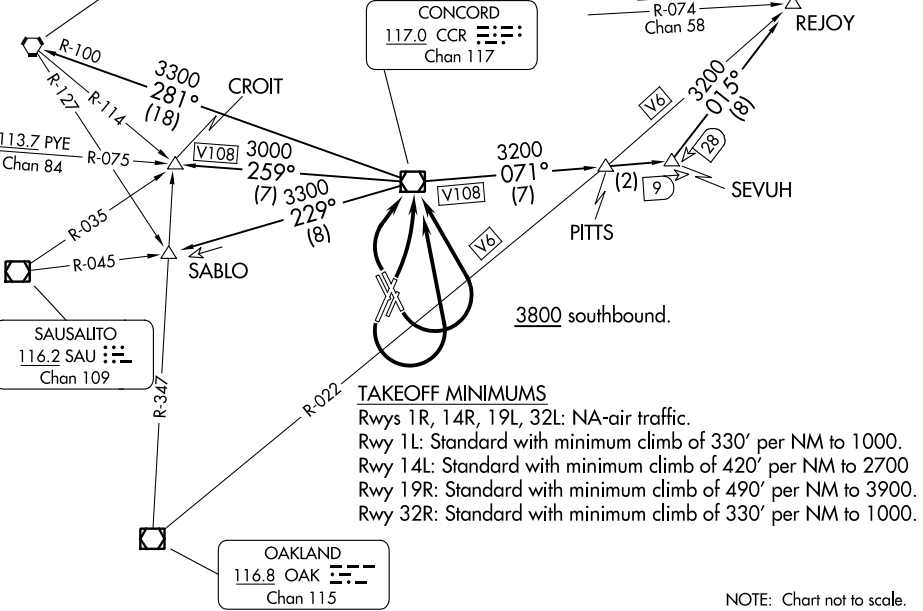 CONCORD
117.0 CCR
Chan 117
R-074
Chan 58
REJOY
R-100
3300
281°
(18)
CROIT
R-127
R-114
3200
015°
(8)
V6
113.7 PYE
Chan 84
R-075
V108
3000
259°
(7)
3300
229°
(8)
3200
071°
(7)
V108
(2)
28
9
SEVUH
PITTS
R-035
R-045
SABLO
V6
SAUSALITO
116.2 SAU
Chan 109
3800 southbound.
R-347
R-022
TAKEOFF MINIMUMS
Rwys 1R, 14R, 19L, 32L: NA-air traffic.
Rwy 1L: Standard with minimum climb of 330' per NM to 1000.
Rwy 14L: Standard with minimum climb of 420' per NM to 2700
Rwy 19R: Standard with minimum climb of 490' per NM to 3900.
Rwy 32R: Standard with minimum climb of 330' per NM to 1000.
OAKLAND
116.8 OAK
Chan 115
NOTE: Chart not to scale.